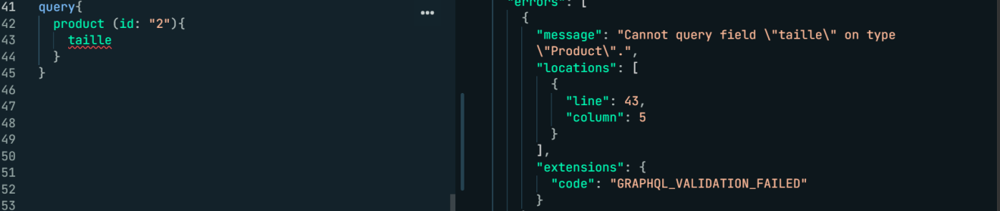 41 query{
42 product (id: "2"){
43 taille
44 }
45 }
46
47
48
49
50
51
52
53
"errors": [
{
"message": "Cannot query field \"taille\" on type
\"Product\".",
"locations": [
{
"line": 43,
"column": 5
}
],
"extensions": {
"code": "GRAPHQL_VALIDATION_FAILED"
}